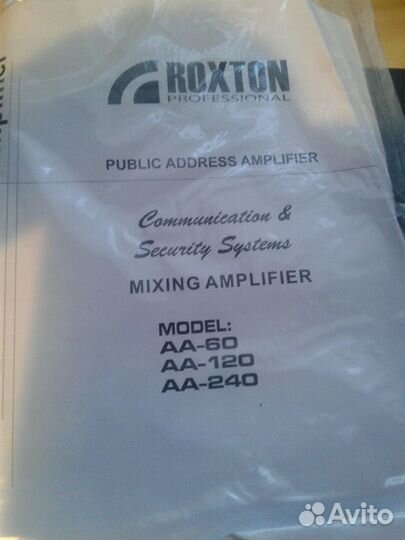 ROXTON
PROFESSIONAL
PUBLIC ADDRESS AMPLIFIER
Communication &
Security Systems
MIXING AMPLIFIER
MODEL:
AA-60
AA-120
AA-240
Avito